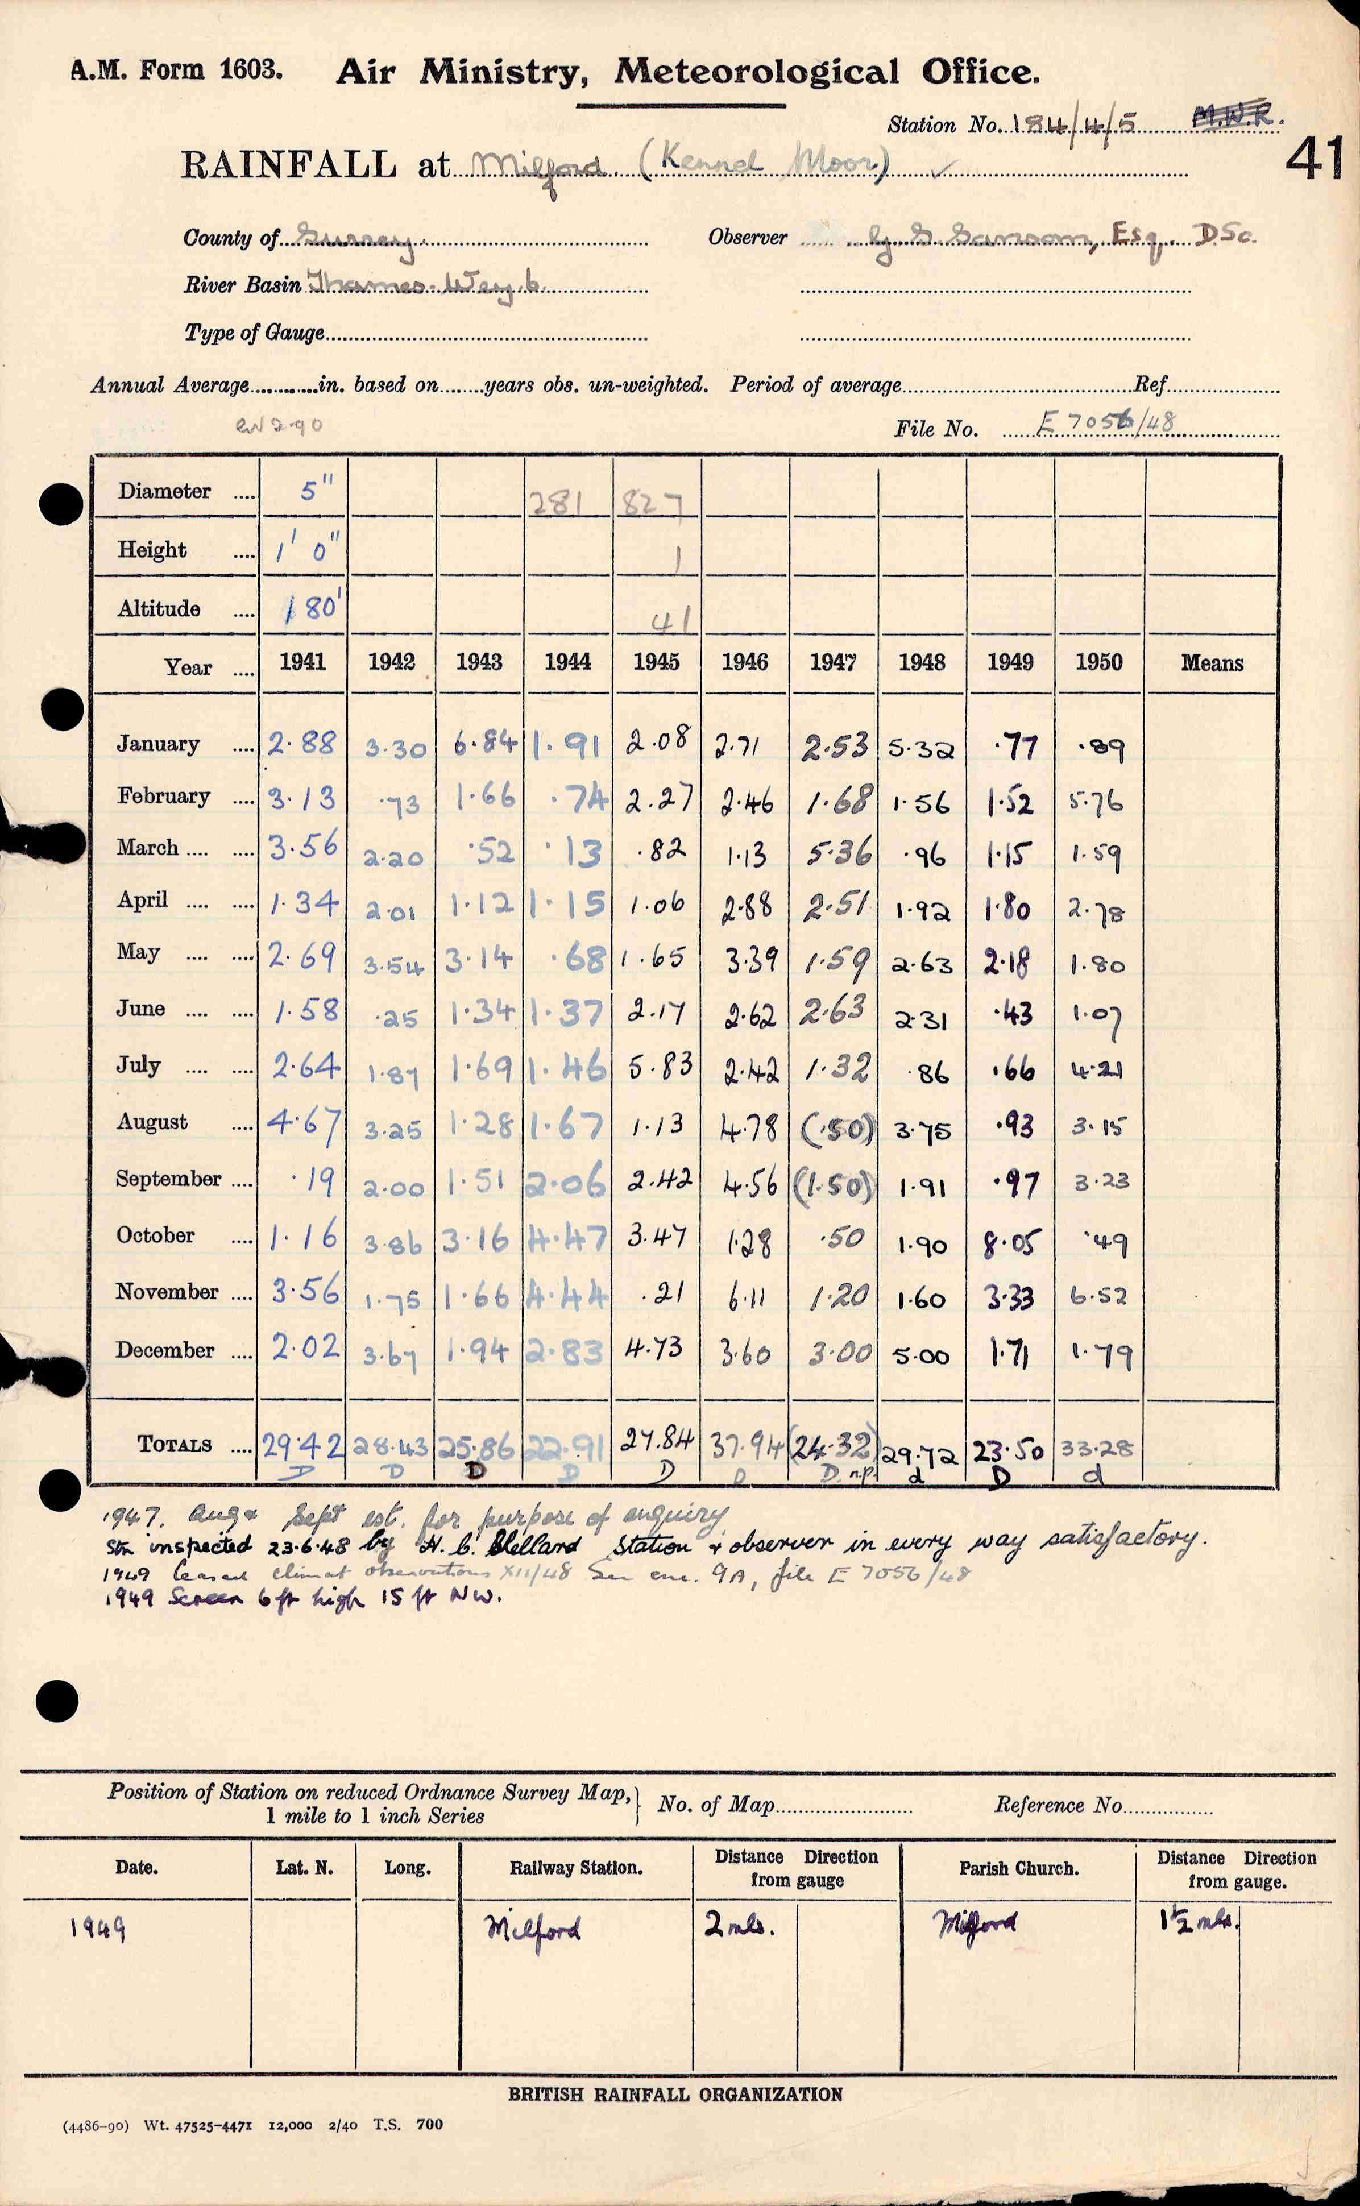 A.M. Form 1603. Air Ministry, Meteorological Office.
Station No. 184/4/5 M.W.R.
41
RAINFALL at Milford (Kennel Moor) ✓
County of Surrey Observer G. S. Sansom, Esq. DSc.
River Basin Thames-Wey.b.
Type of Gauge
Annual Average in. based on years obs. un-weighted. Period of average Ref.
File No. E 7056/48
Diameter 5" 281 827
Height 1' 0" 1
Altitude 180' 41
Year 1941 1942 1943 1944 1945 1946 1947 1948 1949 1950 Means
January 2.88 3.30 6.84 1.91 2.08 2.71 2.53 5.32 .77 .89
February 3.13 .73 1.66 .74 2.27 2.46 1.68 1.56 1.52 5.76
March 3.56 2.20 .52 .13 .82 1.13 5.36 .96 1.15 1.59
April 1.34 2.01 1.12 1.15 1.06 2.88 2.51 1.92 1.80 2.78
May 2.69 3.54 3.14 .68 1.65 3.39 1.59 2.63 2.18 1.80
June 1.58 .25 1.34 1.37 2.17 2.62 2.63 2.31 .43 1.07
July 2.64 1.87 1.69 1.46 5.83 2.42 1.32 .86 .66 4.21
August 4.67 3.25 1.28 1.67 1.13 4.78 (.50) 3.75 .93 3.15
September .19 2.00 1.51 2.06 2.42 4.56 (1.50) 1.91 .97 3.23
October 1.16 3.86 3.16 4.47 3.47 1.28 .50 1.90 8.05 .49
November 3.56 1.75 1.66 4.44 .21 6.11 1.20 1.60 3.33 6.52
December 2.02 3.67 1.94 2.83 4.73 3.60 3.00 5.00 1.71 1.79
TOTALS 29.42 28.43 25.86 22.91 27.84 37.94 (24.32) 29.72 23.50 33.28
D D D D D D D n.p. d D d
1947. Aug & Sept est. for purpose of enquiry
Stn inspected 23.6.48 by Station & observer in every way satisfactory.
1949 Ceased climat observations XII/48 See enc. 9A, file E 7056/48
1949 Screen 6 ft high 15 ft NW.
Position of Station on reduced Ordnance Survey Map, 1 mile to 1 inch Series } No. of Map Reference No.
Date. Lat. N. Long. Railway Station. Distance Direction from gauge Parish Church. Distance Direction from gauge.
1949 Milford 2 mls. Milford 1½ mls.
BRITISH RAINFALL ORGANIZATION
(4486-90) Wt. 47525-4471 12,000 2/40 T.S. 700